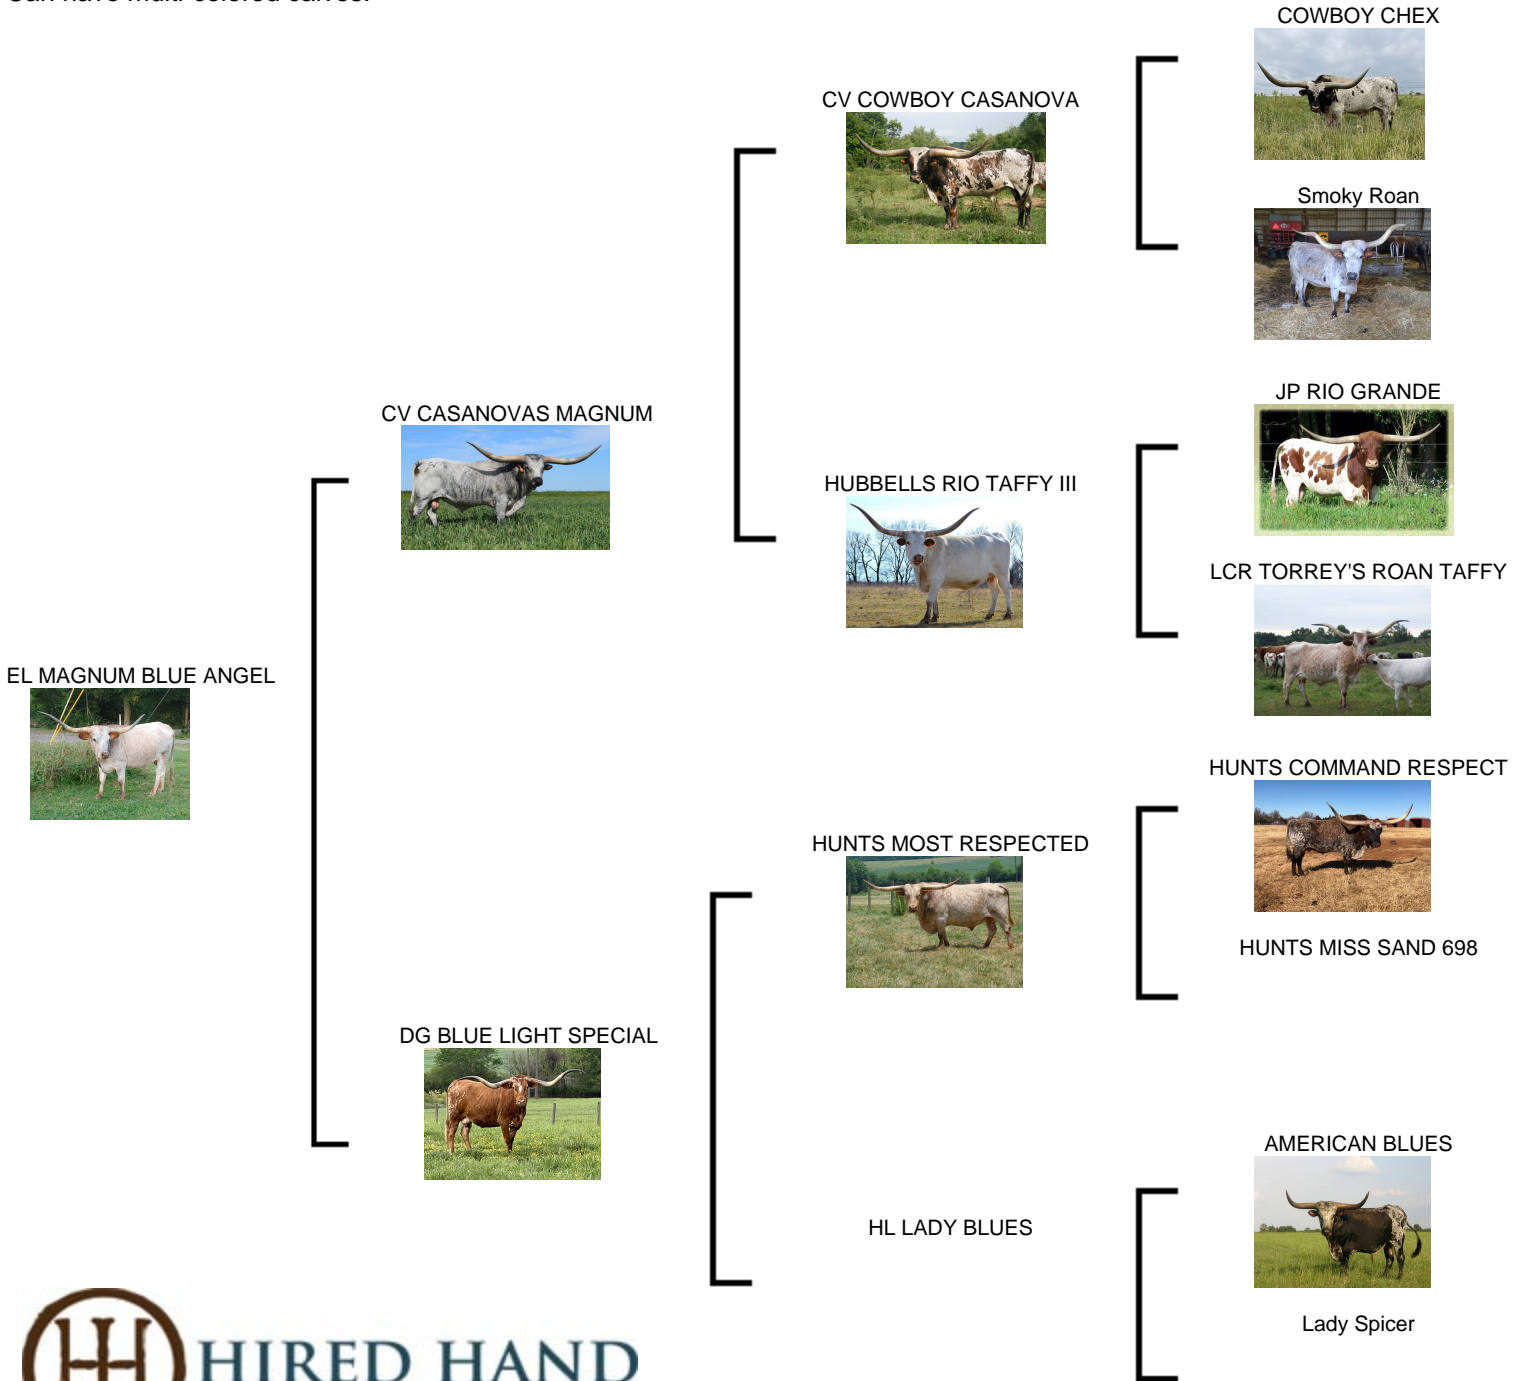 COWBOY CHEX
CV COWBOY CASANOVA
Smoky Roan
JP RIO GRANDE
CV CASANOVAS MAGNUM
HUBBELLS RIO TAFFY III
LCR TORREY'S ROAN TAFFY
EL MAGNUM BLUE ANGEL
HUNTS COMMAND RESPECT
HUNTS MOST RESPECTED
HUNTS MISS SAND 698
DG BLUE LIGHT SPECIAL
AMERICAN BLUES
HL LADY BLUES
Lady Spicer
HIRED HAND